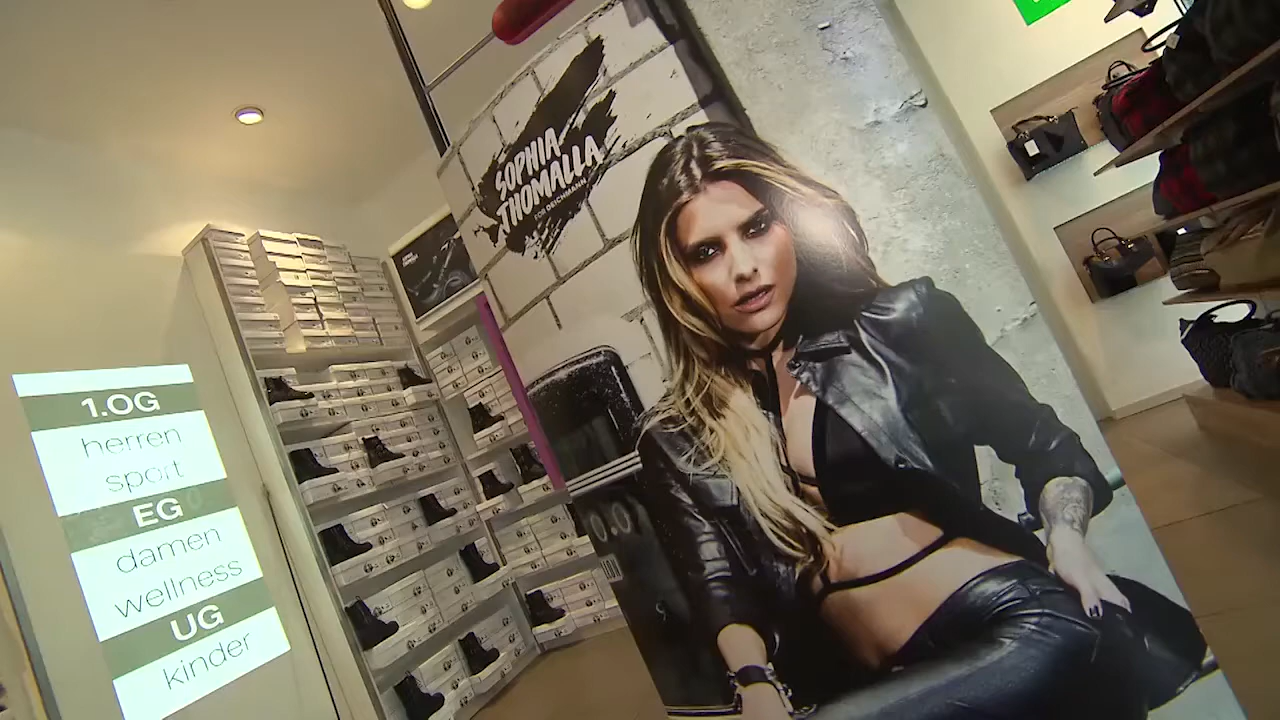 SOPHIA
THOMALLA
FOR DEICHMANN
1.OG
herren
sport
EG
damen
wellness
UG
kinder